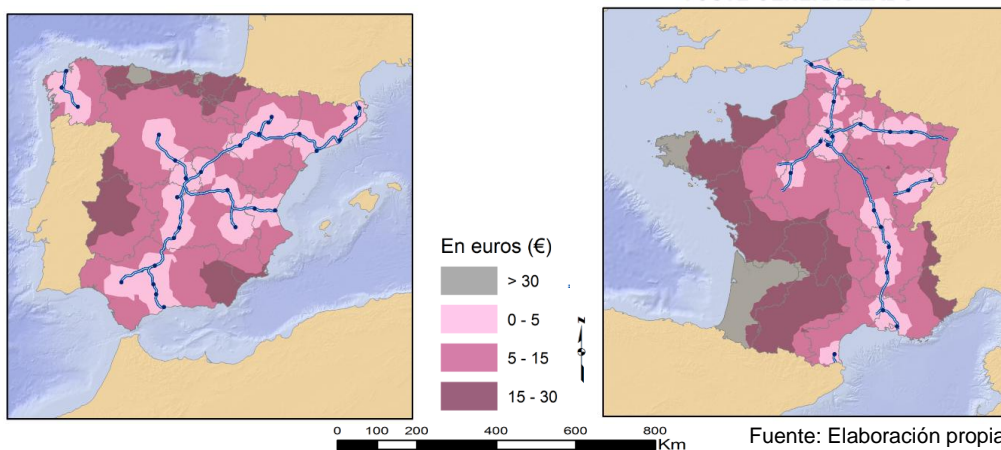 En euros (€)
> 30
0 - 5
5 - 15
15 - 30
z
0 100 200 400 600 800
Km
Fuente: Elaboración propia